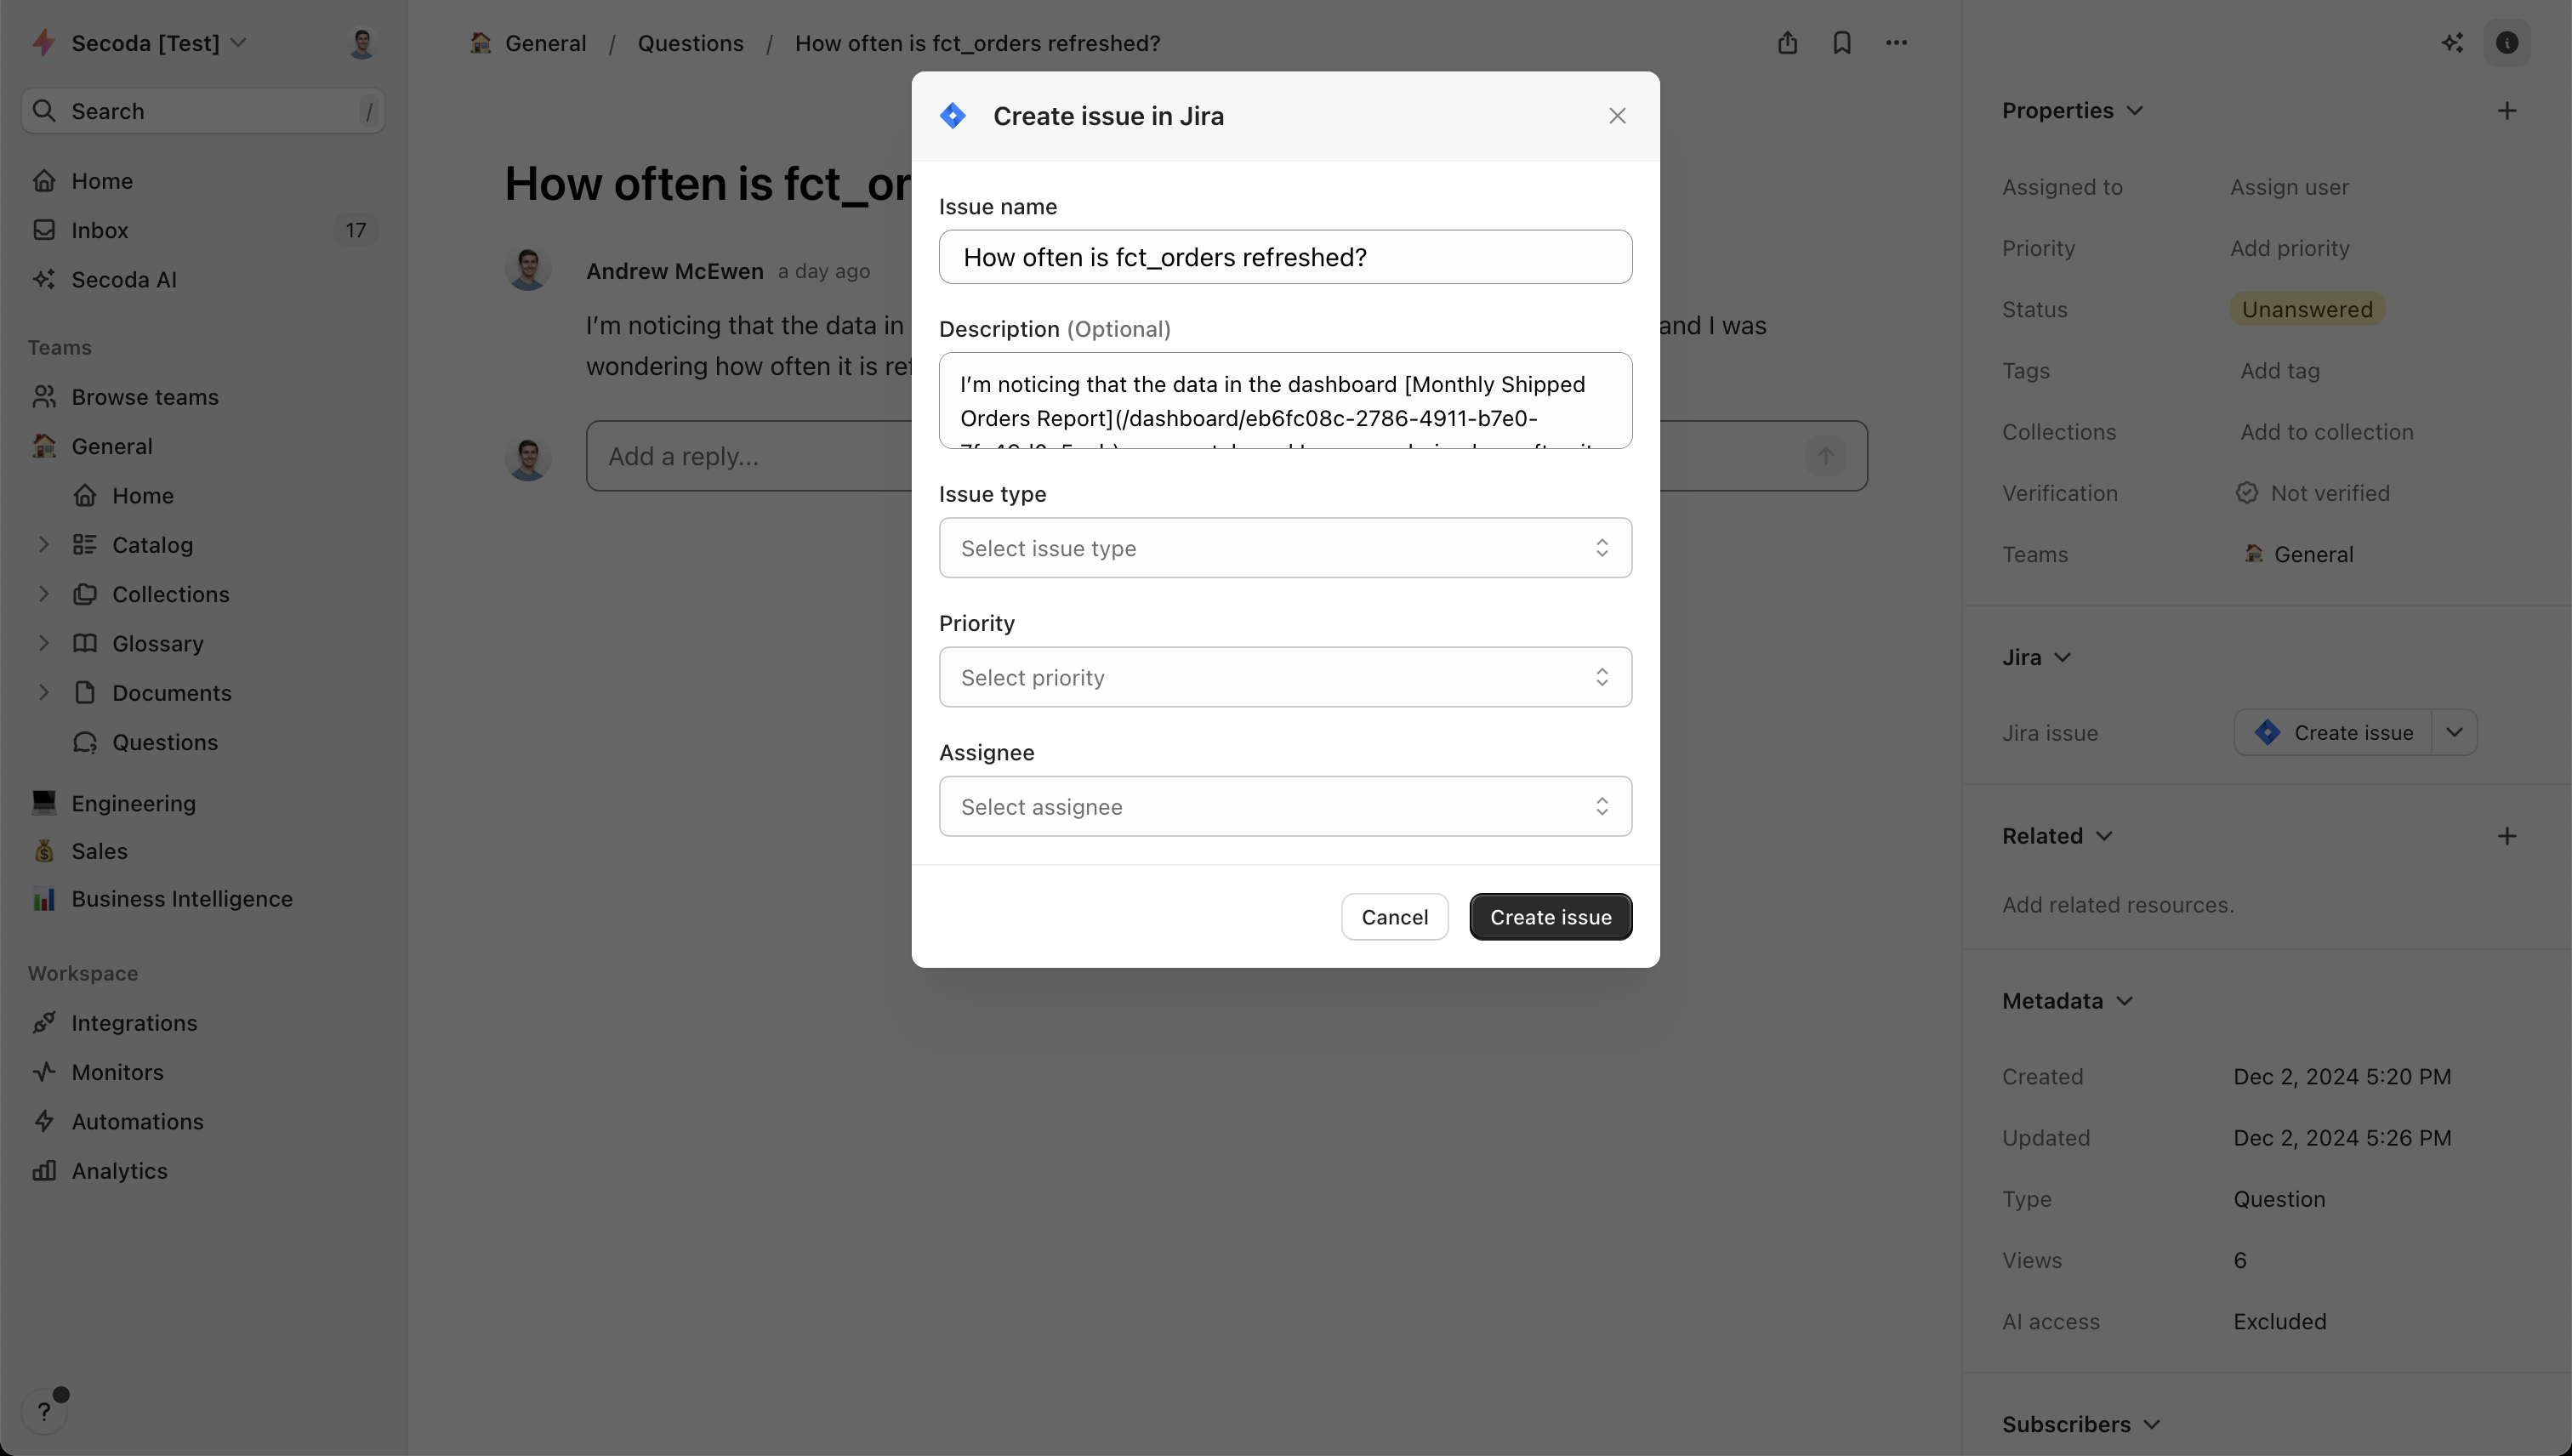 Secoda [Test]
Search
/
Home
Inbox
17
Secoda AI
Teams
Browse teams
General
Home
Catalog
Collections
Glossary
Documents
Questions
Engineering
Sales
Business Intelligence
Workspace
Integrations
Monitors
Automations
Analytics
?
General / Questions / How often is fct_orders refreshed?
How often is fct_or
Andrew McEwen a day ago
I'm noticing that the data in
and I was
wondering how often it is
Add a reply...
Create issue in Jira
Issue name
How often is fct_orders refreshed?
Description (Optional)
I'm noticing that the data in the dashboard [Monthly Shipped
Orders Report](/dashboard/eb6fc08c-2786-4911-b7e0-
Issue type
Select issue type
Priority
Select priority
Assignee
Select assignee
Cancel
Create issue
Properties
Assigned to
Assign user
Priority
Add priority
Status
Unanswered
Tags
Add tag
Collections
Add to collection
Verification
Not verified
Teams
General
Jira
Jira issue
Create issue
Related
Add related resources.
Metadata
Created
Dec 2, 2024 5:20 PM
Updated
Dec 2, 2024 5:26 PM
Type
Question
Views
6
AI access
Excluded
Subscribers